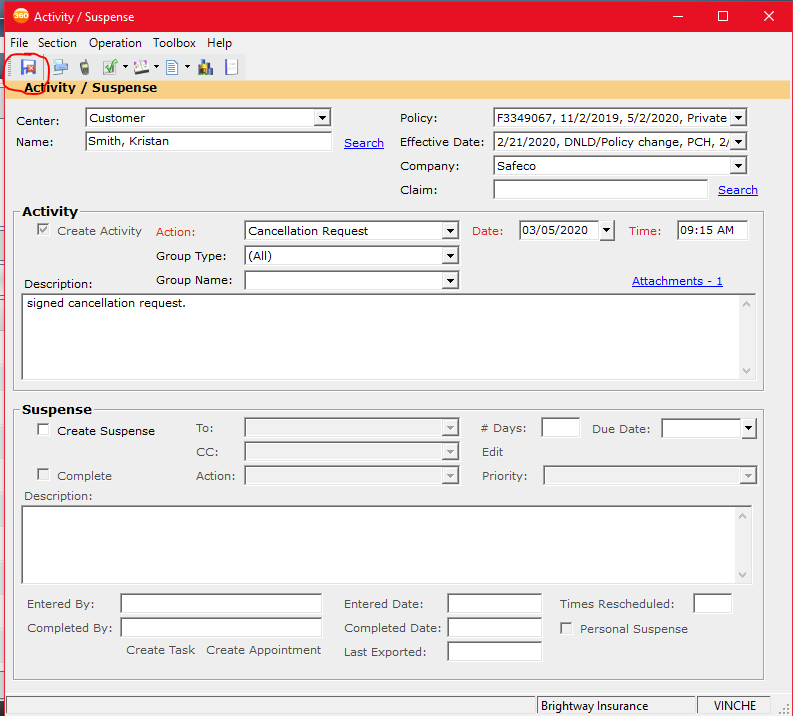 360 Activity / Suspense
File Section Operation Toolbox Help
Activity / Suspense
Center: Customer Policy: F3349067, 11/2/2019, 5/2/2020, Private
Name: Smith, Kristan Search Effective Date: 2/21/2020, DNLD/Policy change, PCH, 2/
Company: Safeco
Claim: Search
Activity
Create Activity Action: Cancellation Request Date: 03/05/2020 Time: 09:15 AM
Group Type: (All)
Group Name: Attachments - 1
Description:
signed cancellation request.
Suspense
Create Suspense To: # Days: Due Date:
CC: Edit
Complete Action: Priority:
Description:
Entered By: Entered Date: Times Rescheduled:
Completed By: Completed Date: Personal Suspense
Create Task Create Appointment Last Exported:
Brightway Insurance VINCHE